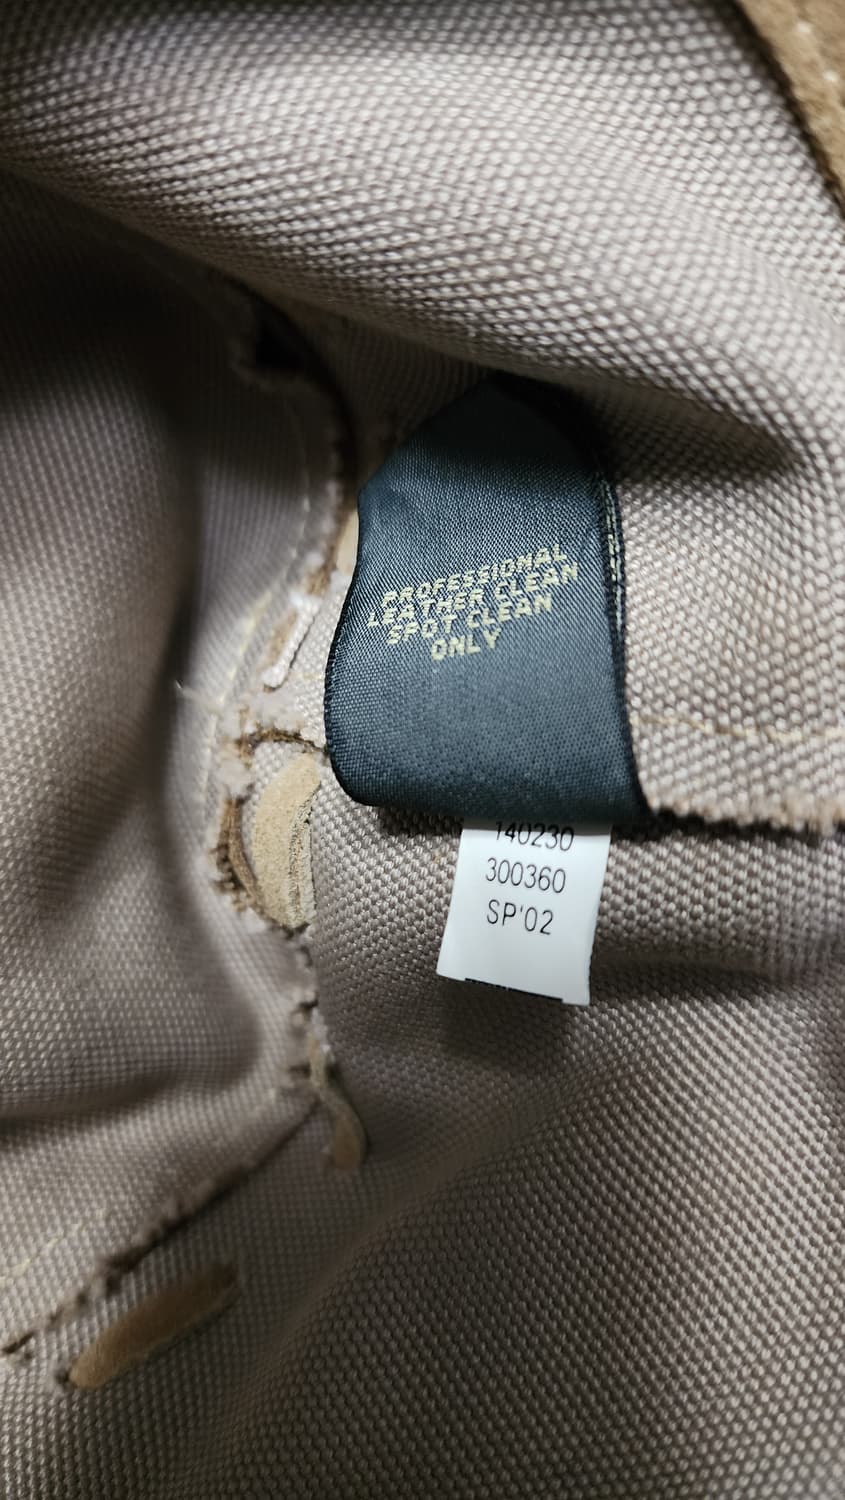 PROFESSIONAL
LEATHER CLEAN
SPOT CLEAN
ONLY
140230
300360
SP'02